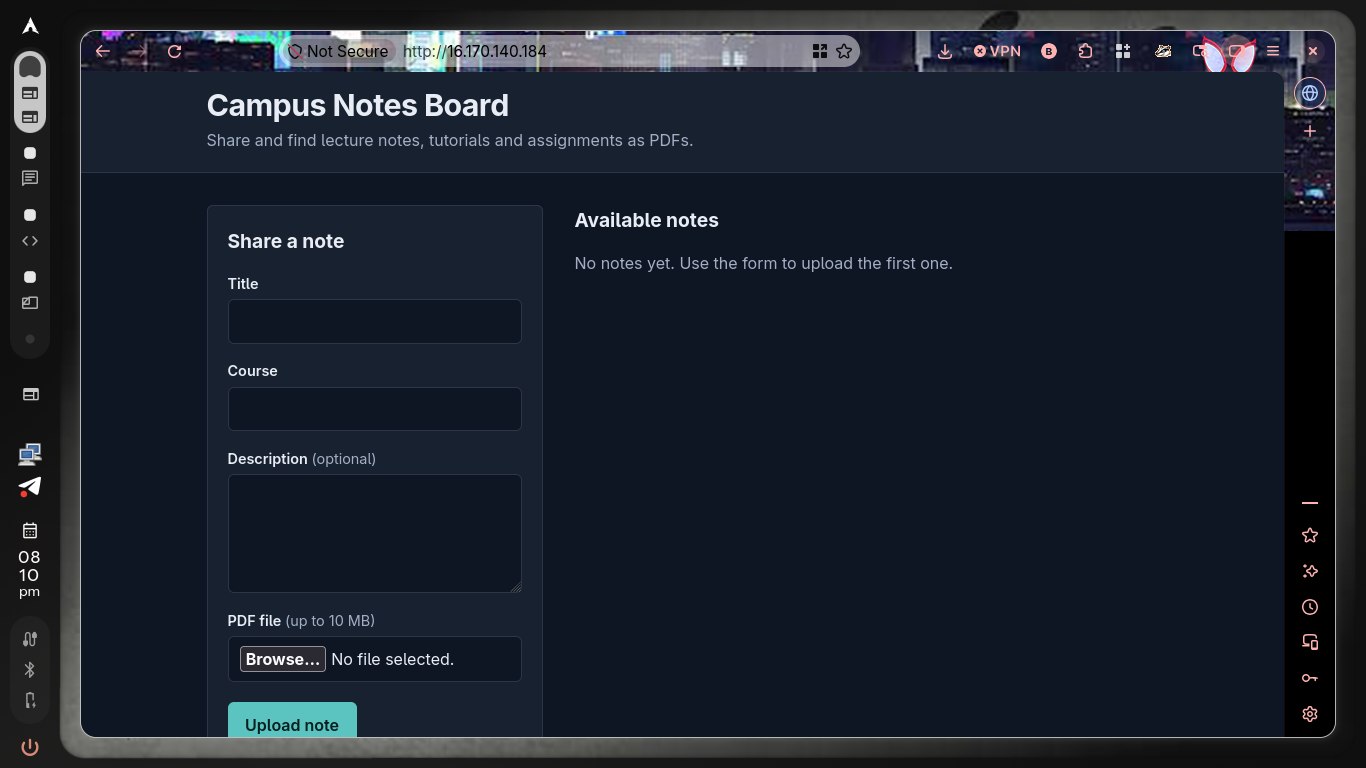 Not Secure http://16.170.140.184
VPN
B
Campus Notes Board
Share and find lecture notes, tutorials and assignments as PDFs.
Share a note
Title
Course
Description (optional)
PDF file (up to 10 MB)
Browse... No file selected.
Upload note
Available notes
No notes yet. Use the form to upload the first one.
08
10
pm